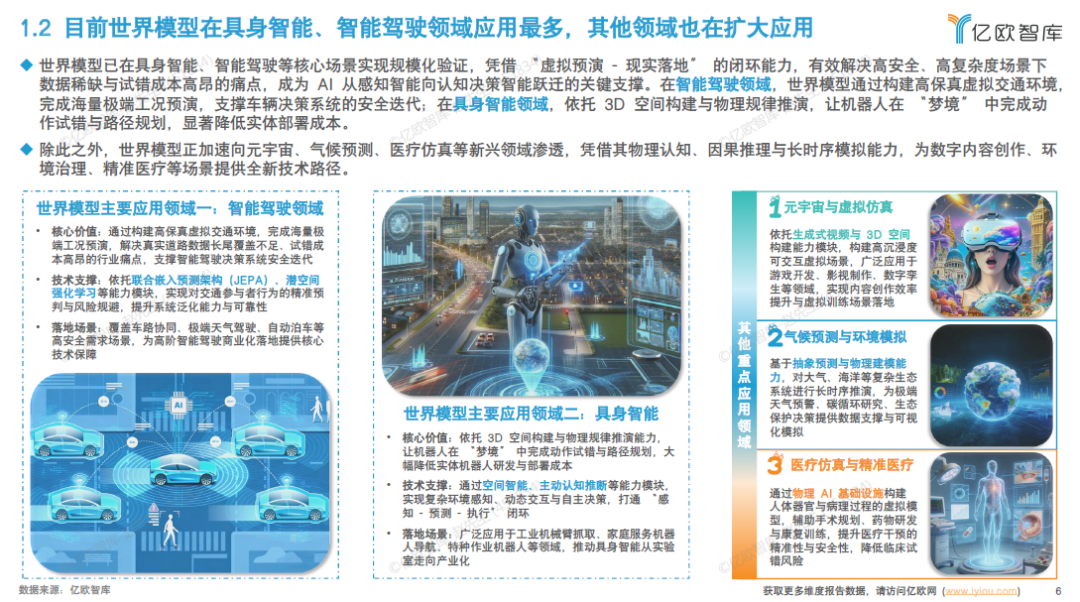 1.2 目前世界模型在具身智能、智能驾驶领域应用最多，其他领域也在扩大应用
亿欧智库
◆ 世界模型已在具身智能、智能驾驶等核心场景实现规模化验证，凭借 “虚拟预演 - 现实落地” 的闭环能力，有效解决高安全、高复杂度场景下
数据稀缺与试错成本高昂的痛点，成为 AI 从感知智能向认知决策智能跃迁的关键支撑。在智能驾驶领域，世界模型通过构建高保真虚拟交通环境，
完成海量极端工况预演，支撑车辆决策系统的安全迭代；在具身智能领域，依托 3D 空间构建与物理规律推演，让机器人在 “梦境” 中完成动
作试错与路径规划，显著降低实体部署成本。
◆ 除此之外，世界模型正加速向元宇宙、气候预测、医疗仿真等新兴领域渗透，凭借其物理认知、因果推理与长时序模拟能力，为数字内容创作、环
境治理、精准医疗等场景提供全新技术路径。
世界模型主要应用领域一：智能驾驶领域
• 核心价值：通过构建高保真虚拟交通环境，完成海量极
端工况预演，解决真实道路数据长尾覆盖不足、试错成
本高昂的行业痛点，支撑智能驾驶决策系统安全迭代
• 技术支撑：依托联合嵌入预测架构（JEPA）、潜空间
强化学习等能力模块，实现对交通参与者行为的精准预
判与风险规避，提升系统泛化能力与可靠性
• 落地场景：覆盖车路协同、极端天气驾驶、自动泊车等
高安全需求场景，为高阶智能驾驶商业化落地提供核心
技术保障
AI
世界模型主要应用领域二：具身智能
• 核心价值：依托 3D 空间构建与物理规律推演能力，
让机器人在 “梦境” 中完成动作试错与路径规划，大
幅降低实体机器人研发与部署成本
• 技术支撑：通过空间智能、主动认知推断等能力模块，
实现复杂环境感知、动态交互与自主决策，打通 “感
知 - 预测 - 执行” 闭环
• 落地场景：广泛应用于工业机械臂抓取、家庭服务机器
人导航、特种作业机器人等领域，推动具身智能从实验
室走向产业化
其他重点应用领域
1 元宇宙与虚拟仿真
依托生成式视频与 3D 空间
构建能力模块，构建高沉浸度
可交互虚拟场景，广泛应用于
游戏开发、影视制作、数字孪
生等领域，实现内容创作效率
提升与虚拟训练场景落地
2 气候预测与环境模拟
基于抽象预测与物理建模能
力，对大气、海洋等复杂生态
系统进行长时序推演，为极端
天气预警、碳循环研究、生态
保护决策提供数据支撑与可视
化模拟
3 医疗仿真与精准医疗
通过物理 AI 基础设施构建
人体器官与病理过程的虚拟模
型，辅助手术规划、药物研发
与康复训练，提升医疗干预的
精准性与安全性，降低临床试
错风险
数据来源：亿欧智库
获取更多维度报告数据，请访问亿欧网 (www.iyiou.com)
6